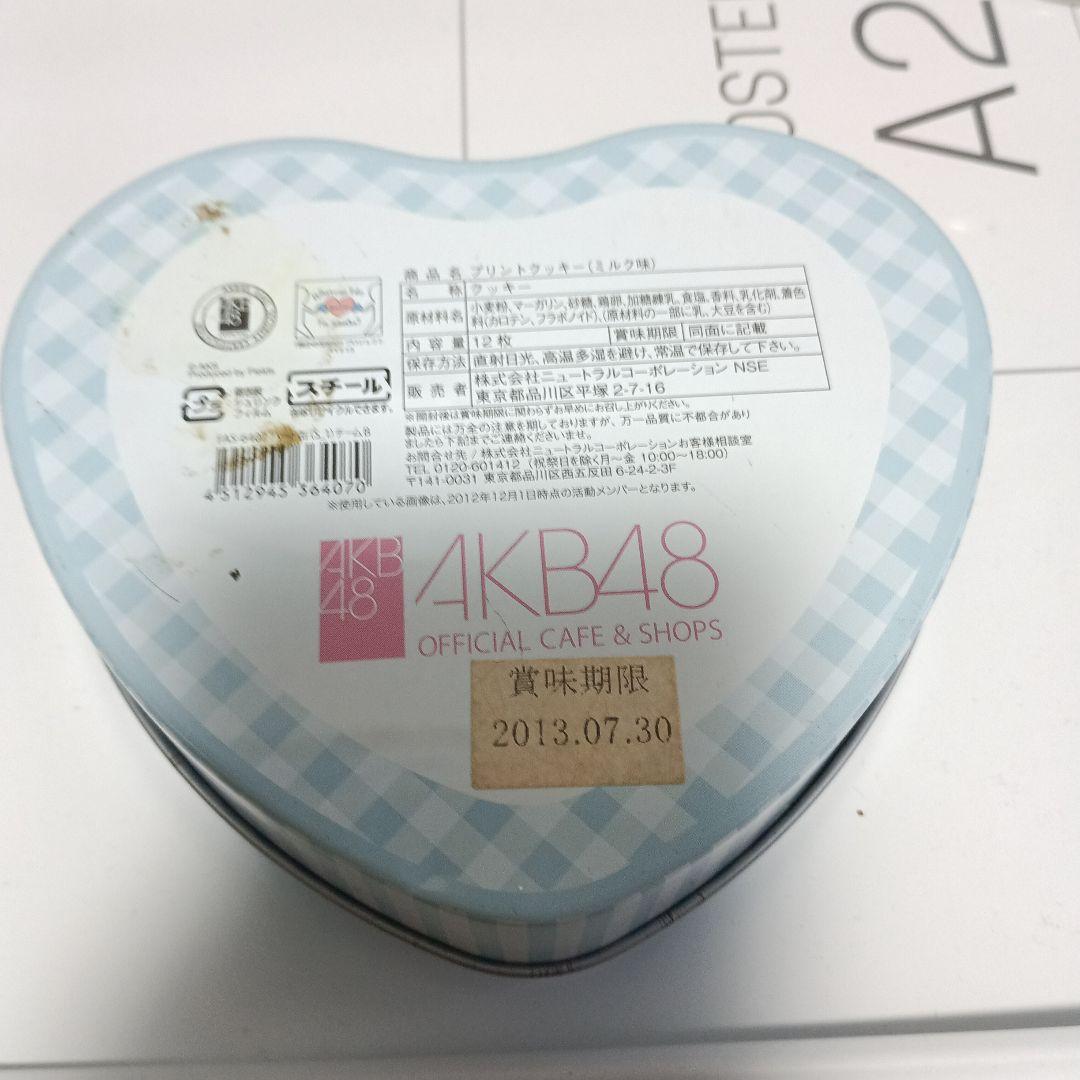 OSTE
A2
商品名 プリントクッキー(ミルク味)
名称 クッキー
原材料名 小麦粉、マーガリン、砂糖、鶏卵、加糖練乳、食塩、香料、乳化剤、着色
料(カロテン、フラボノイド)、(原材料の一部に乳、大豆を含む)
内容量 12枚 賞味期限 同面に記載
保存方法 直射日光、高温多湿を避け、常温で保存して下さい。
販売者 株式会社ニュートラルコーポレーション NSE
東京都品川区平塚 2-7-16
※開封後は賞味期限に関わらずお早めにお召し上がりください。
製品には万全の注意を期しておりますが、万一品質に不都合があり
ましたら下記までご連絡くださいませ。
お問合せ先 / 株式会社ニュートラルコーポレーションお客様相談室
TEL 0120-601412 (祝祭日を除く月〜金 10:00〜18:00)
〒141-0031 東京都品川区西五反田 6-24-2-3F
※使用している画像は、2012年12月1日時点の活動メンバーとなります。
スチール
チームB
4 512945 364070
AKB
48
AKB48
OFFICIAL CAFE & SHOPS
賞味期限
2013.07.30